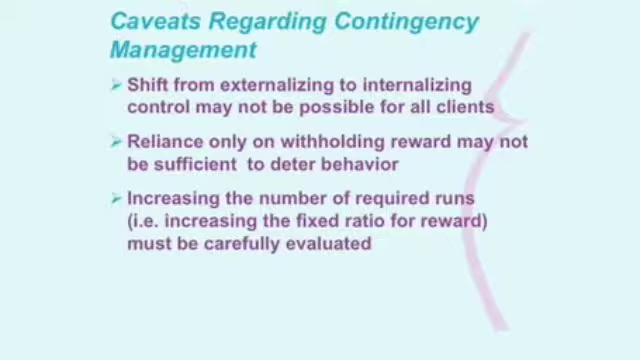 Caveats Regarding Contingency
Management
➢ Shift from externalizing to internalizing
control may not be possible for all clients
➢ Reliance only on withholding reward may not
be sufficient to deter behavior
➢ Increasing the number of required runs
(i.e. increasing the fixed ratio for reward)
must be carefully evaluated